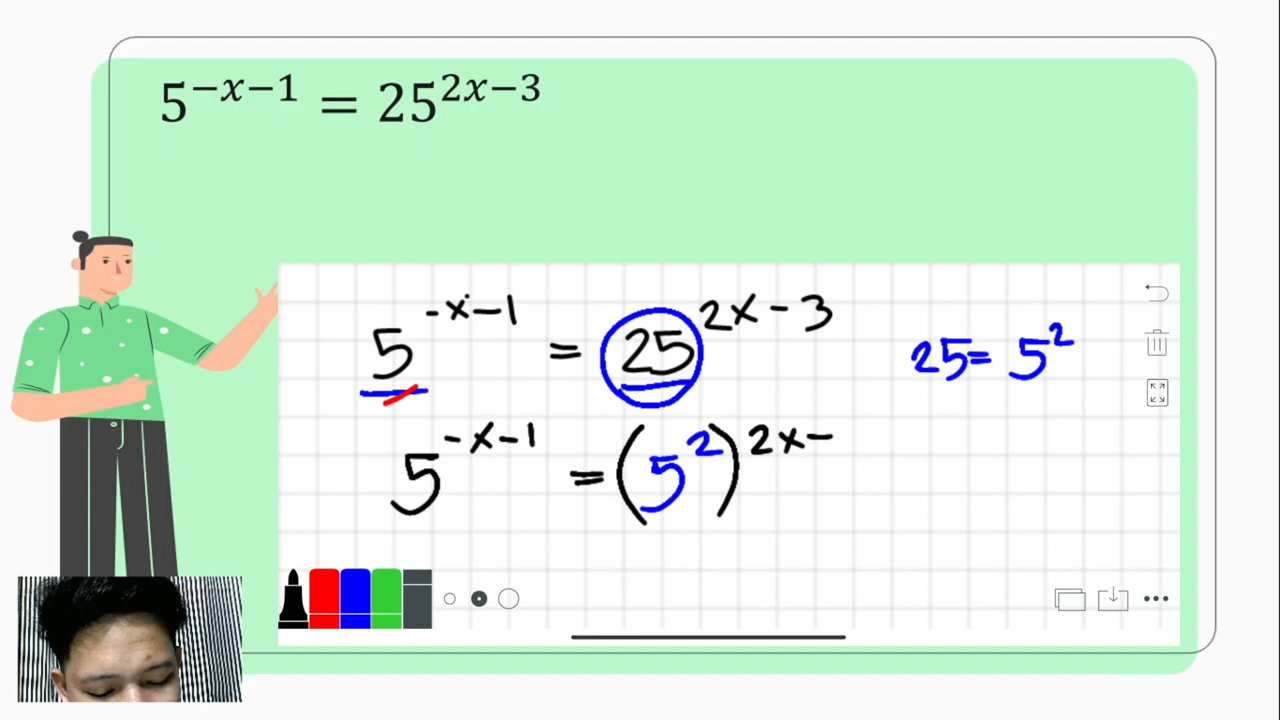 5^{-x-1} = 25^{2x-3}
5^{-x-1} = 25^{2x-3}
25 = 5^2
5^{-x-1} = (5^2)^{2x-